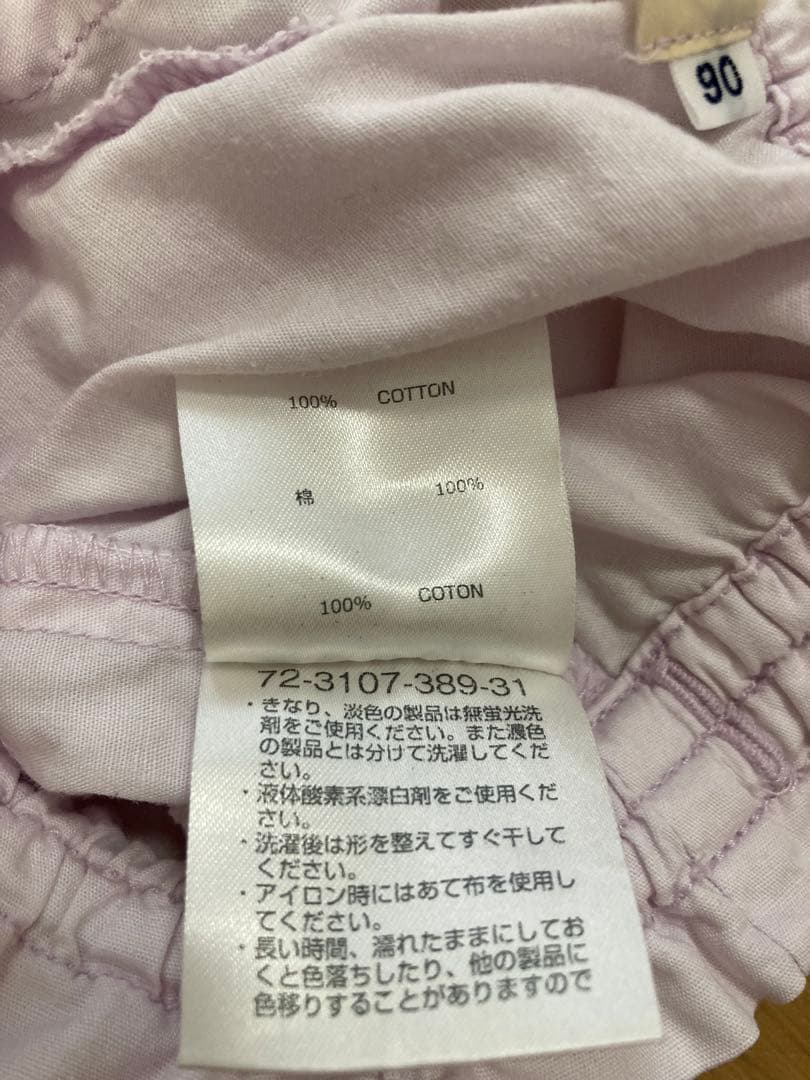 90
100% COTTON
棉 100%
100% COTON
72-3107-389-31
・きなり、淡色の製品は無蛍光洗
剤をご使用ください。また濃色
の製品とは分けて洗濯してくだ
さい。
・液体酸素系漂白剤をご使用くだ
さい。
・洗濯後は形を整えてすぐ干して
ください。
・アイロン時にはあて布を使用し
てください。
・長い時間、濡れたままにしてお
くと色落ちしたり、他の製品に
色移りすることがありますので